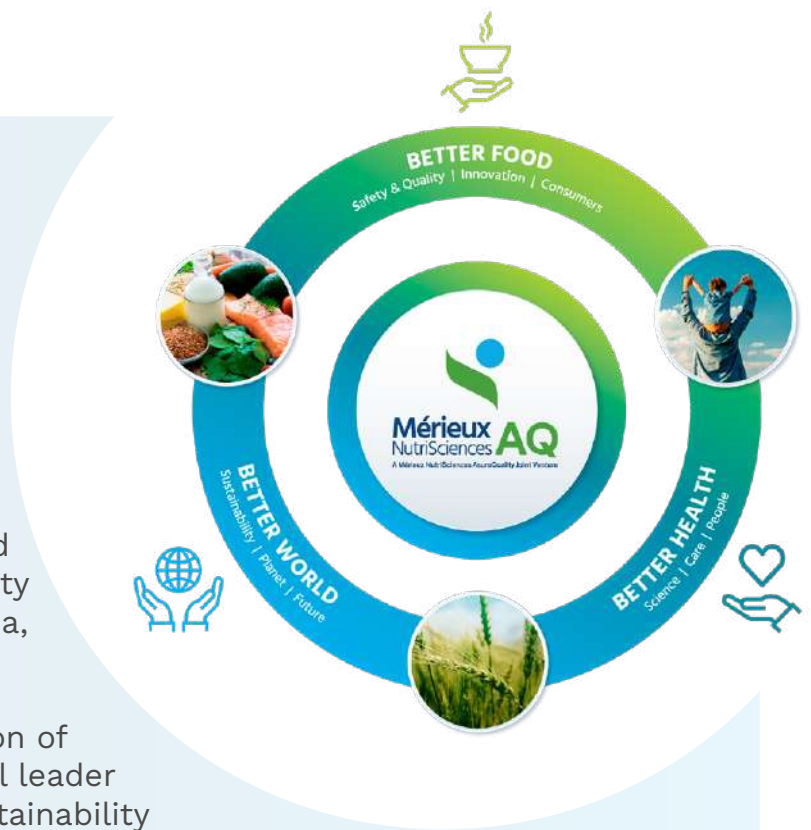 BETTER FOOD
Safety & Quality | Innovation | Consumers
Mérieux
NutriSciences AQ
A Mérieux NutriSciences AsureQuality Joint Venture
BETTER WORLD
Sustainability | Planet | Future
BETTER HEALTH
Science | Care | People
d
ty
a,
on of
l leader
tainability